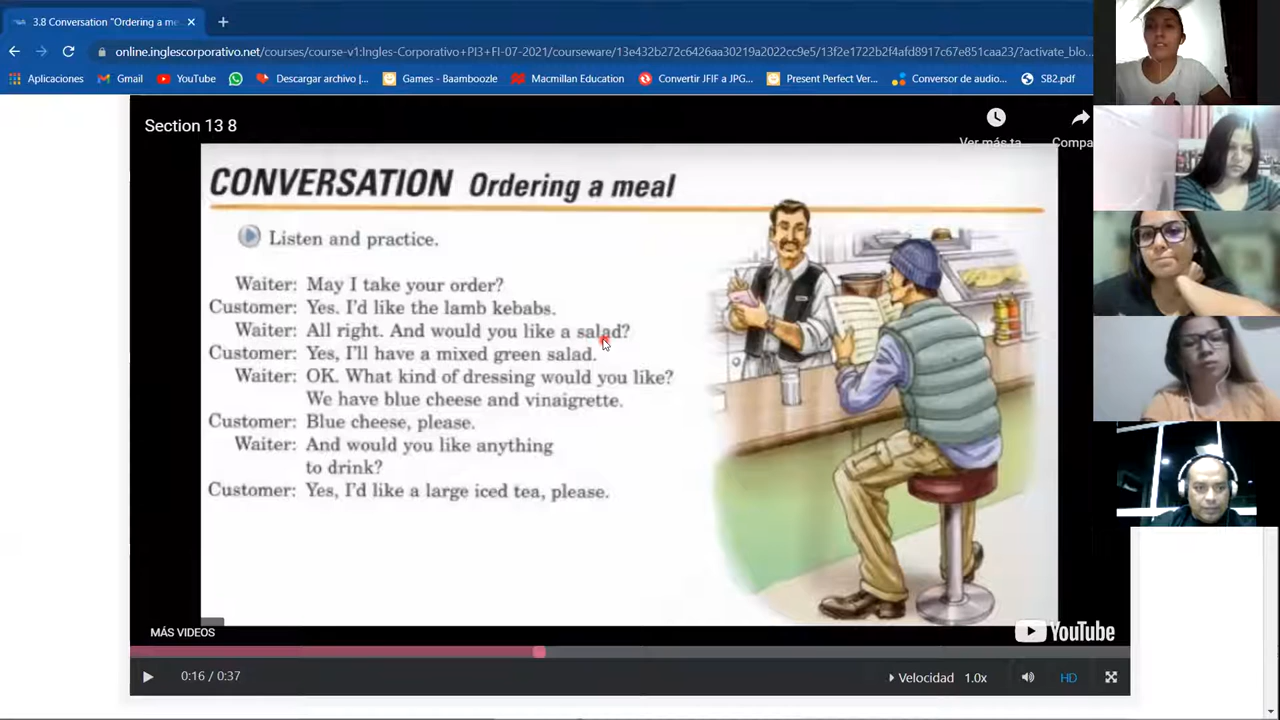 3.8 Conversation "Ordering a me...
online.inglescorporativo.net/courses/course-v1:Ingles-Corporativo+PI3+FI-07-2021/courseware/13e432b272c6426aa30219a2022cc9e5/13f2e1722b2f4afd8917c67e851caa23/?activate_blo...
Aplicaciones
Gmail
YouTube
Descargar archivo |...
Games - Baamboozle
Macmillan Education
Convertir JFIF a JPG...
Present Perfect Ver...
Conversor de audio...
SB2.pdf
Section 13 8
Ver más ta
Compa
CONVERSATION Ordering a meal
Listen and practice.
Waiter: May I take your order?
Customer: Yes. I'd like the lamb kebabs.
Waiter: All right. And would you like a salad?
Customer: Yes, I'll have a mixed green salad.
Waiter: OK. What kind of dressing would you like?
We have blue cheese and vinaigrette.
Customer: Blue cheese, please.
Waiter: And would you like anything
to drink?
Customer: Yes, I'd like a large iced tea, please.
MÁS VIDEOS
YouTube
0:16 / 0:37
Velocidad 1.0x
HD